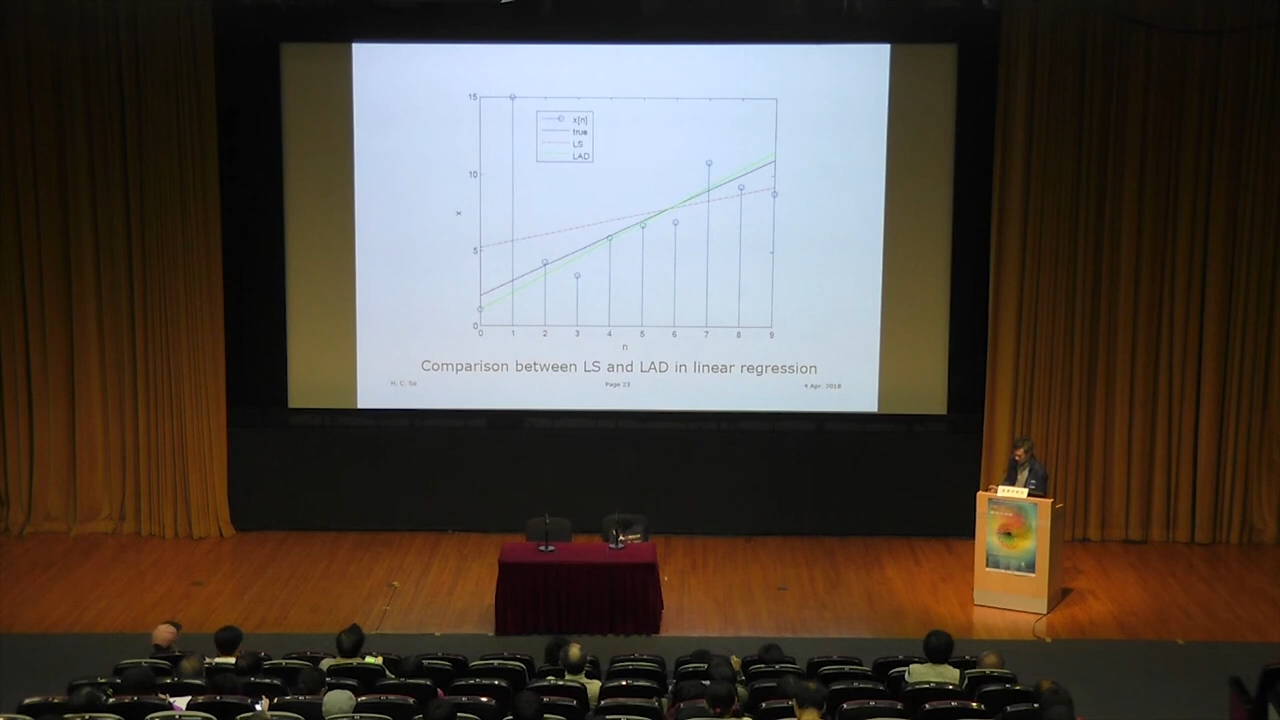 15
x[n]
true
LS
LAD
10
x
5
0
0 1 2 3 4 5 6 7 8 9
n
Comparison between LS and LAD in linear regression
H. C. So Page 23 4 Apr. 2018